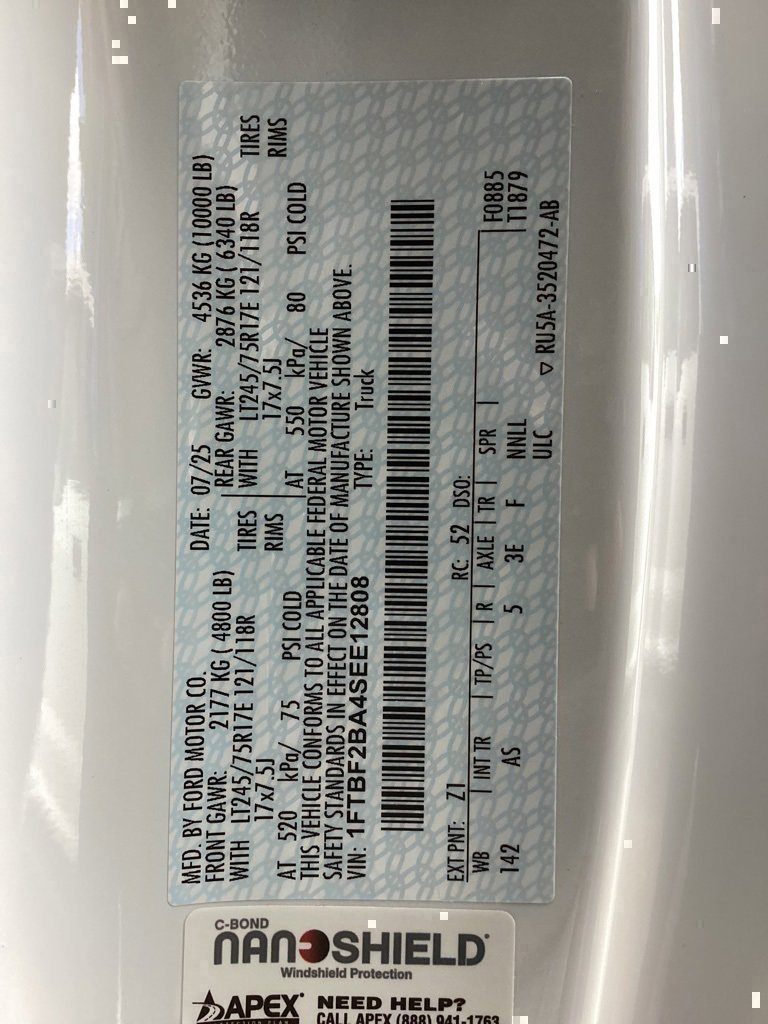 MFD. BY FORD MOTOR CO. DATE: 07/25 GVWR: 4536 KG (10000 LB)
FRONT GAWR: 2177 KG ( 4800 LB) REAR GAWR: 2876 KG ( 6340 LB)
WITH LT245/75R17E 121/118R TIRES WITH LT245/75R17E 121/118R TIRES
17x7.5J RIMS 17x7.5J RIMS
AT 520 kPa/ 75 PSI COLD AT 550 kPa/ 80 PSI COLD
THIS VEHICLE CONFORMS TO ALL APPLICABLE FEDERAL MOTOR VEHICLE
SAFETY STANDARDS IN EFFECT ON THE DATE OF MANUFACTURE SHOWN ABOVE.
VIN: 1FTBF2BA4SEE12808 TYPE: Truck
EXT PNT: Z1 RC: 52 DSO: F0885
WB INT TR TP/PS R AXLE TR SPR T1879
142 AS 5 3E F NNLL
ULC ▽ RU5A-3520472-AB
C-BOND
NANOSHIELD
Windshield Protection
APEX NEED HELP?
CALL APEX (888) 941-1763